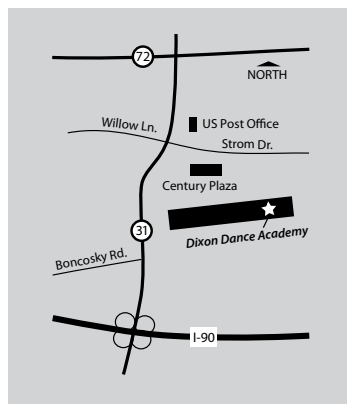 72
NORTH
Willow Ln.
US Post Office
Strom Dr.
Century Plaza
31
Dixon Dance Academy
Boncosky Rd.
I-90